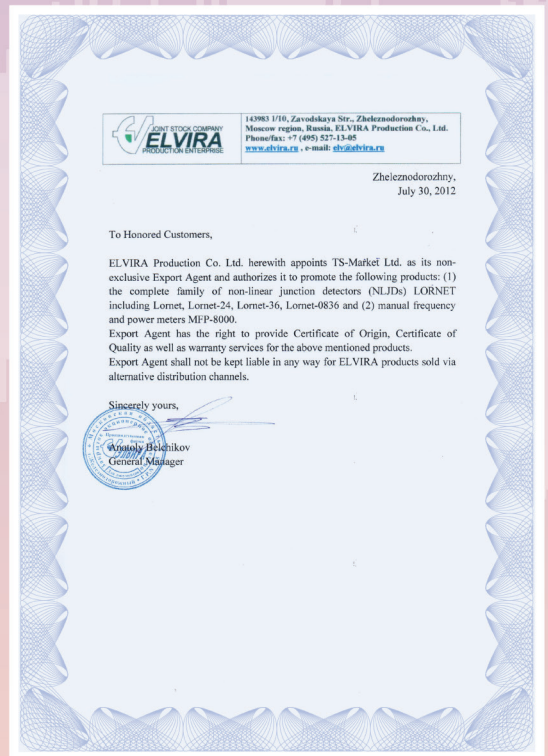 JOINT STOCK COMPANY
ELVIRA
PRODUCTION ENTERPRISE
143983 1/10, Zavodskaya Str., Zheleznodorozhny,
Moscow region, Russia, ELVIRA Production Co., Ltd.
Phone/fax: +7 (495) 527-13-05
www.elvira.ru , e-mail: elv@elvira.ru
Zheleznodorozhny,
July 30, 2012
To Honored Customers,
ELVIRA Production Co. Ltd. herewith appoints TS-Market Ltd. as its non-
exclusive Export Agent and authorizes it to promote the following products: (1)
the complete family of non-linear junction detectors (NLJDs) LORNET
including Lornet, Lornet-24, Lornet-36, Lornet-0836 and (2) manual frequency
and power meters MFP-8000.
Export Agent has the right to provide Certificate of Origin, Certificate of
Quality as well as warranty services for the above mentioned products.
Export Agent shall not be kept liable in any way for ELVIRA products sold via
alternative distribution channels.
Sincerely yours,
Anatoly Belchikov
General Manager